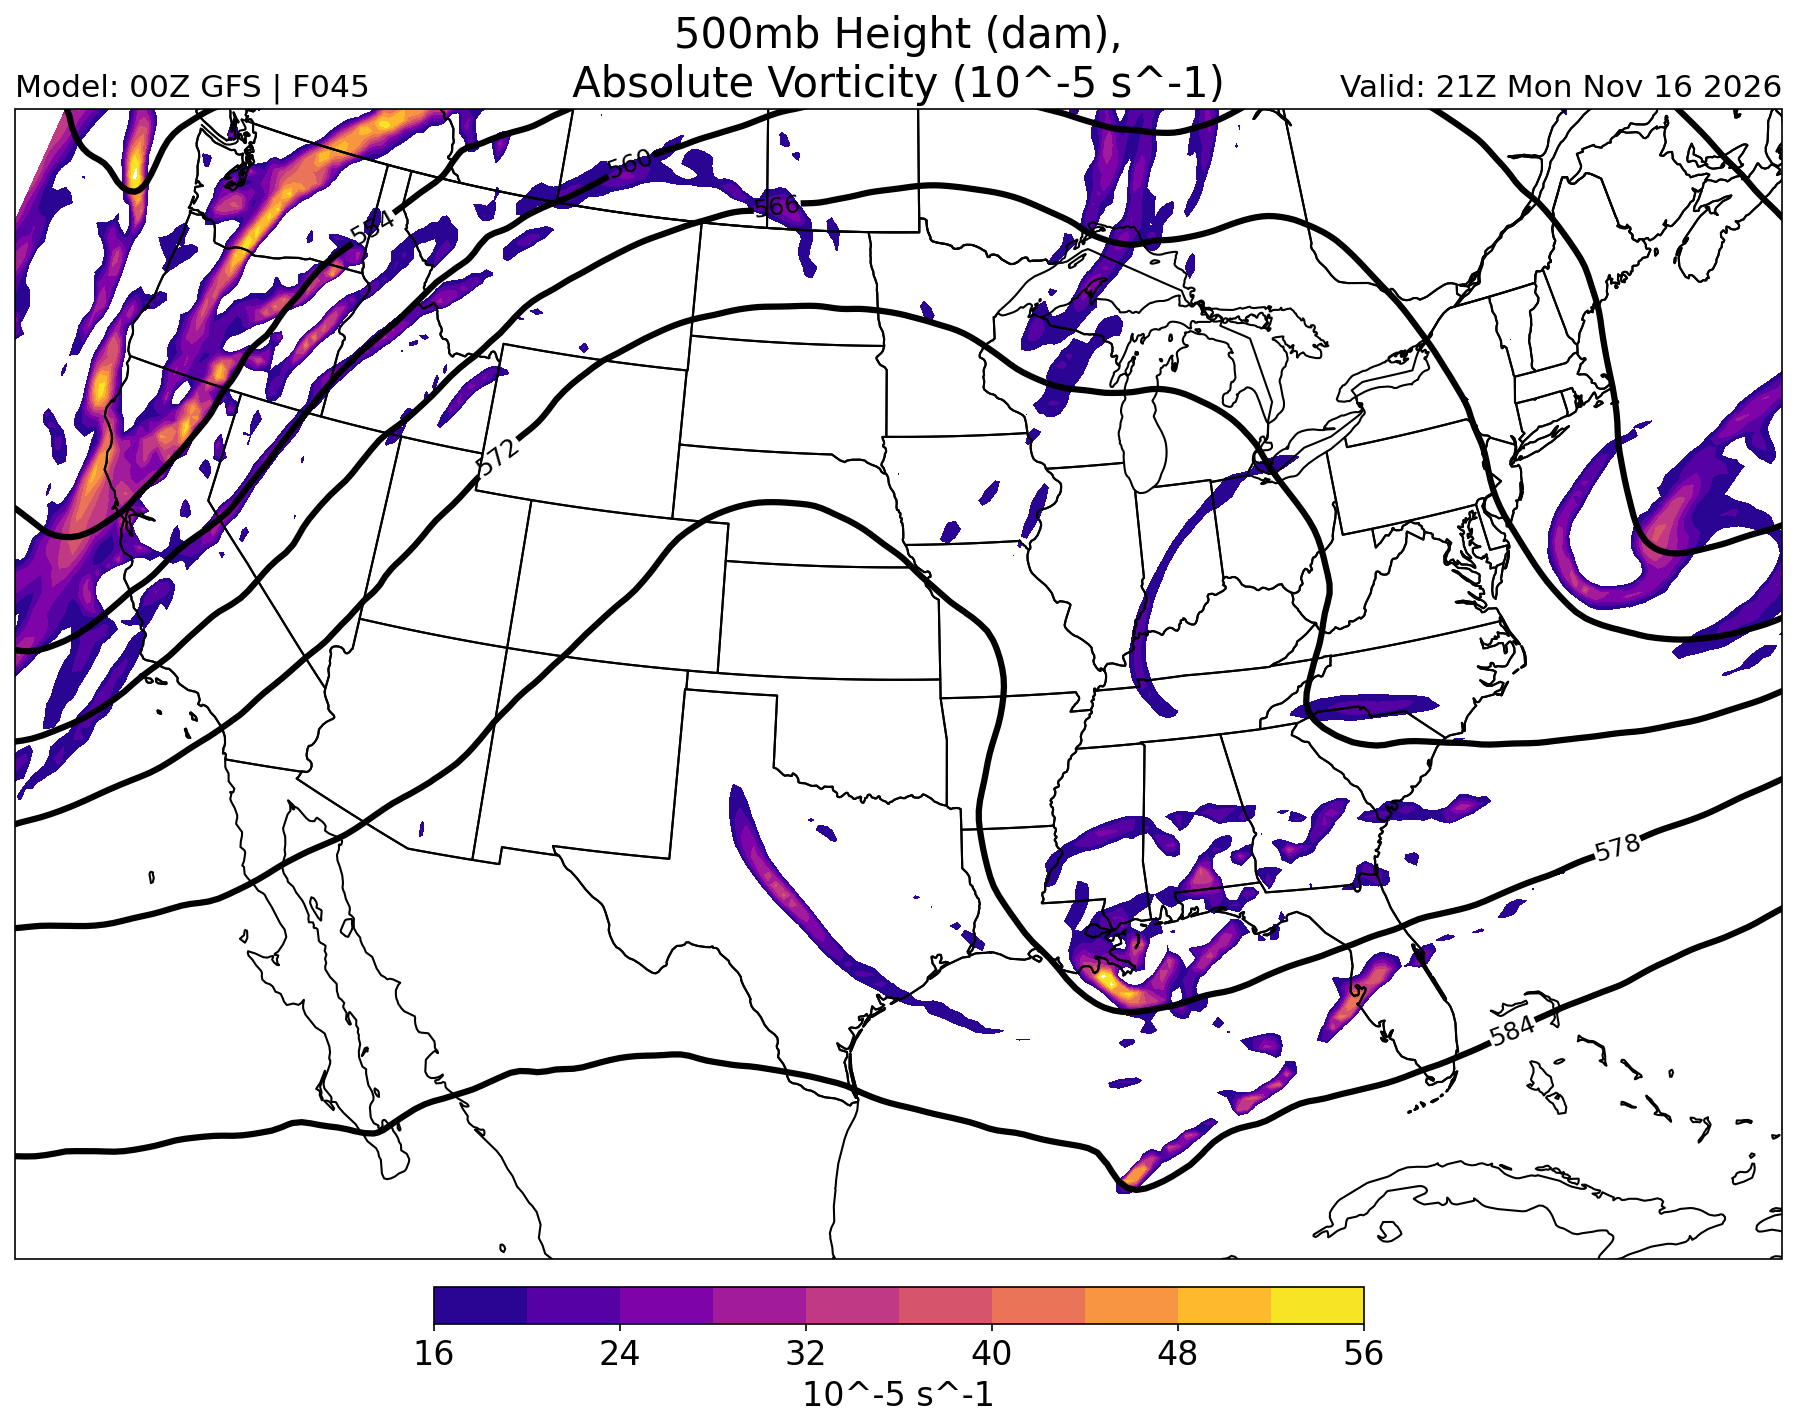 500mb Height (dam),
Model: 00Z GFS | F045
Absolute Vorticity (10^-5 s^-1)
Valid: 21Z Mon Nov 16 2026
560
566
554
572
578
584
16 24 32 40 48 56
10^-5 s^-1